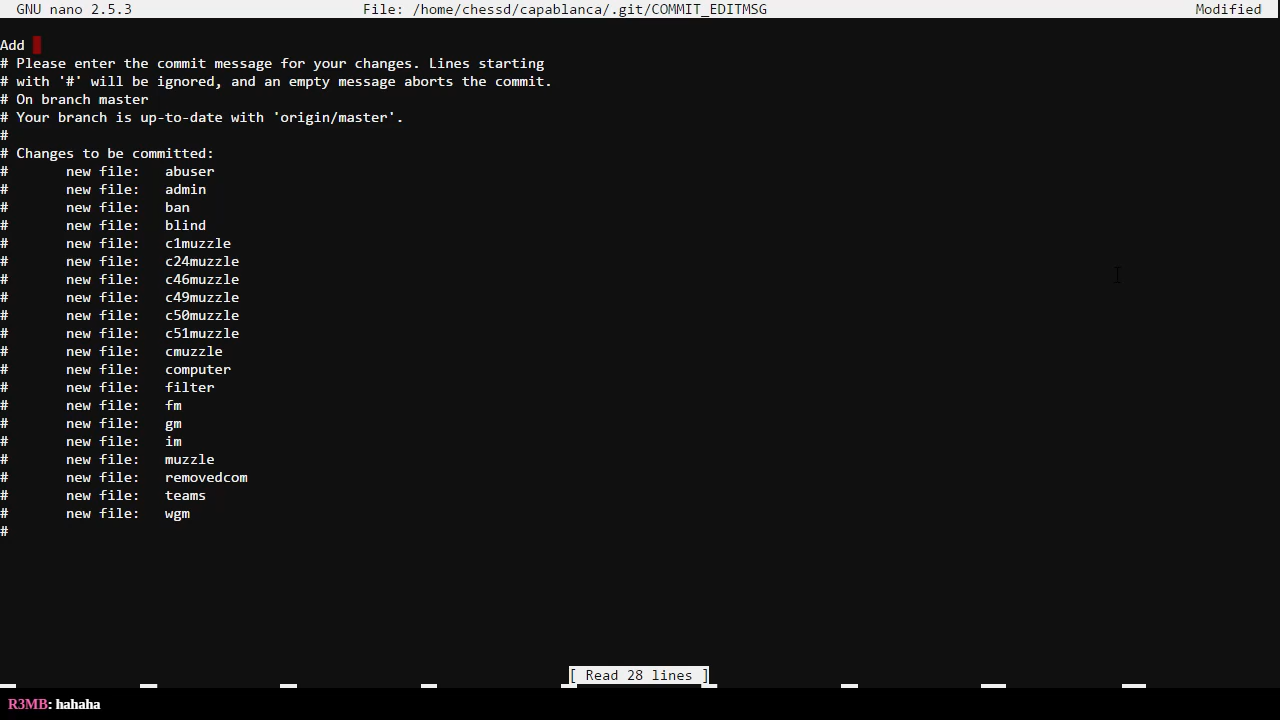 GNU nano 2.5.3 File: /home/chessd/capablanca/.git/COMMIT_EDITMSG Modified
Add
# Please enter the commit message for your changes. Lines starting
# with '#' will be ignored, and an empty message aborts the commit.
# On branch master
# Your branch is up-to-date with 'origin/master'.
#
# Changes to be committed:
# new file: abuser
# new file: admin
# new file: ban
# new file: blind
# new file: c1muzzle
# new file: c24muzzle
# new file: c46muzzle
# new file: c49muzzle
# new file: c50muzzle
# new file: c51muzzle
# new file: cmuzzle
# new file: computer
# new file: filter
# new file: fm
# new file: gm
# new file: im
# new file: muzzle
# new file: removedcom
# new file: teams
# new file: wgm
#
[ Read 28 lines ]
R3MB: hahaha